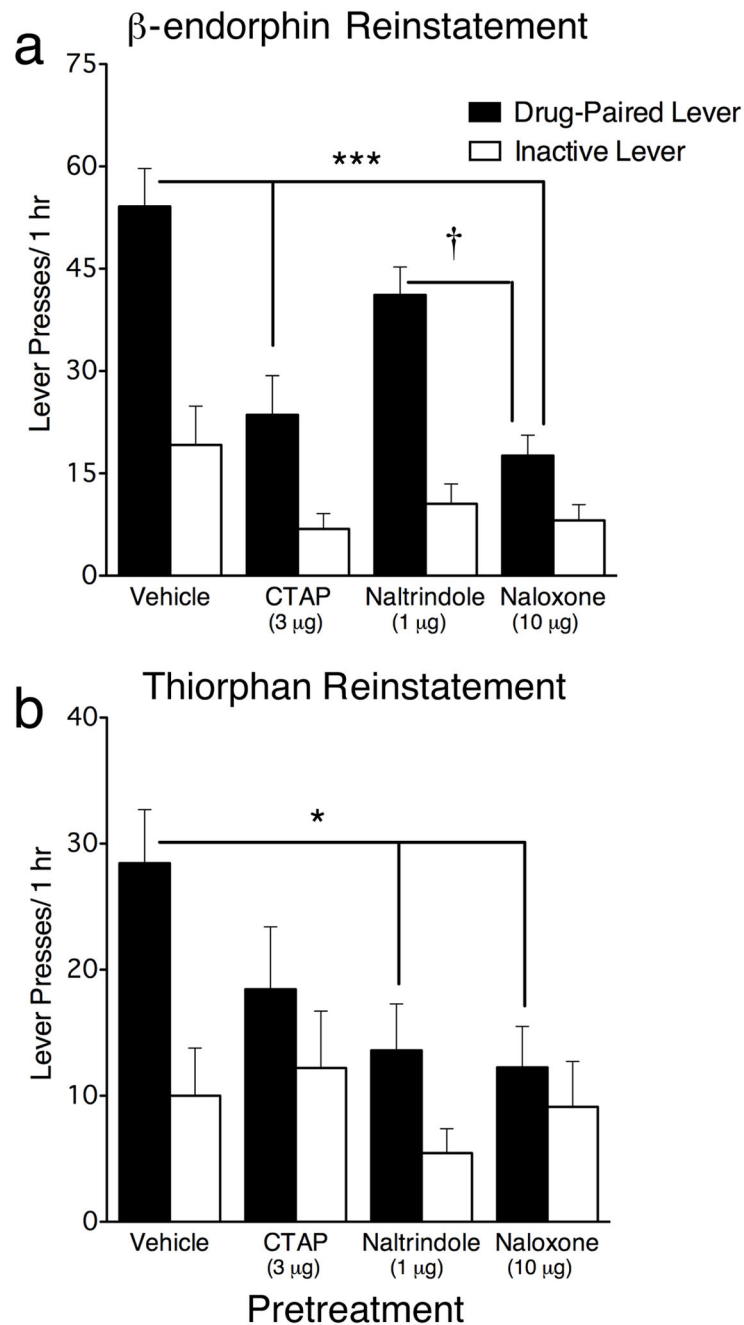 a
β-endorphin Reinstatement
75
60
45
30
15
0
Lever Presses/ 1 hr
Drug-Paired Lever
Inactive Lever
***
†
Vehicle
CTAP
(3 µg)
Naltrindole
(1 µg)
Naloxone
(10 µg)
b
Thiorphan Reinstatement
40
30
20
10
0
Lever Presses/ 1 hr
*
Vehicle
CTAP
(3 µg)
Naltrindole
(1 µg)
Naloxone
(10 µg)
Pretreatment